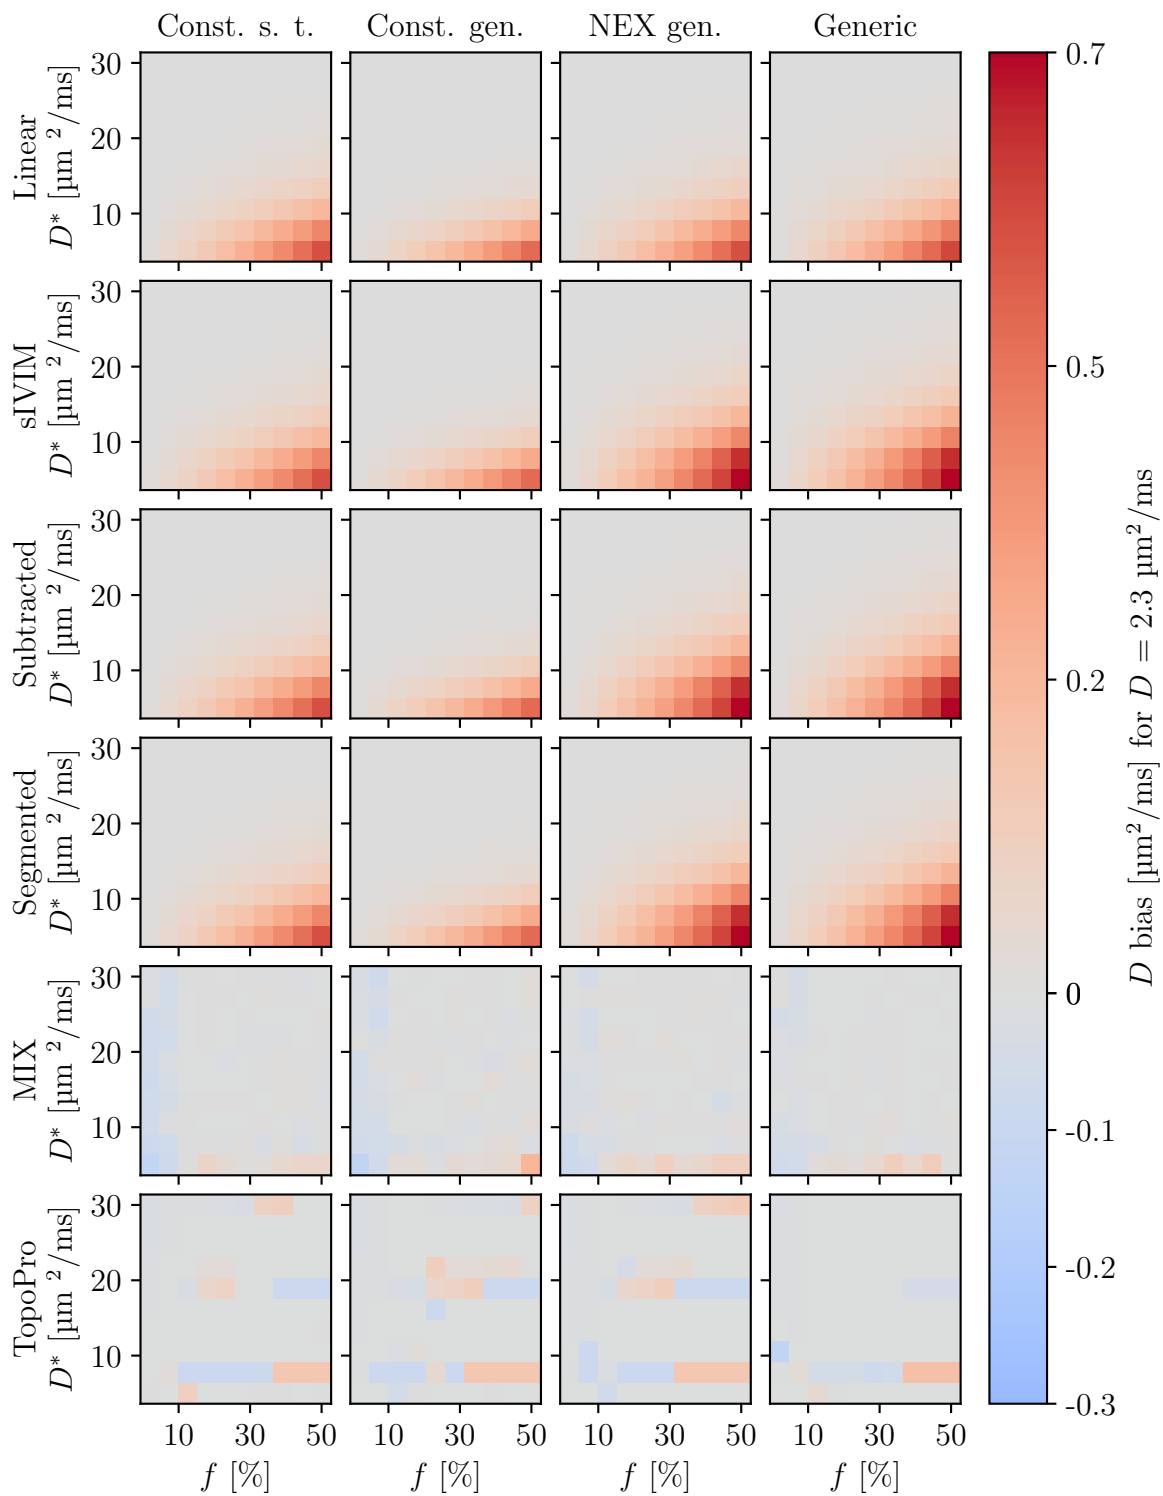 Const. s. t. Const. gen. NEX gen. Generic
Linear
D* [µm ²/ms]
30
20
10
sIVIM
D* [µm ²/ms]
30
20
10
Subtracted
D* [µm ²/ms]
30
20
10
Segmented
D* [µm ²/ms]
30
20
10
MIX
D* [µm ²/ms]
30
20
10
TopoPro
D* [µm ²/ms]
30
20
10
10 30 50 10 30 50 10 30 50 10 30 50
f [%] f [%] f [%] f [%]
0.7
0.5
0.2
0
-0.1
-0.2
-0.3
D bias [µm²/ms] for D = 2.3 µm²/ms